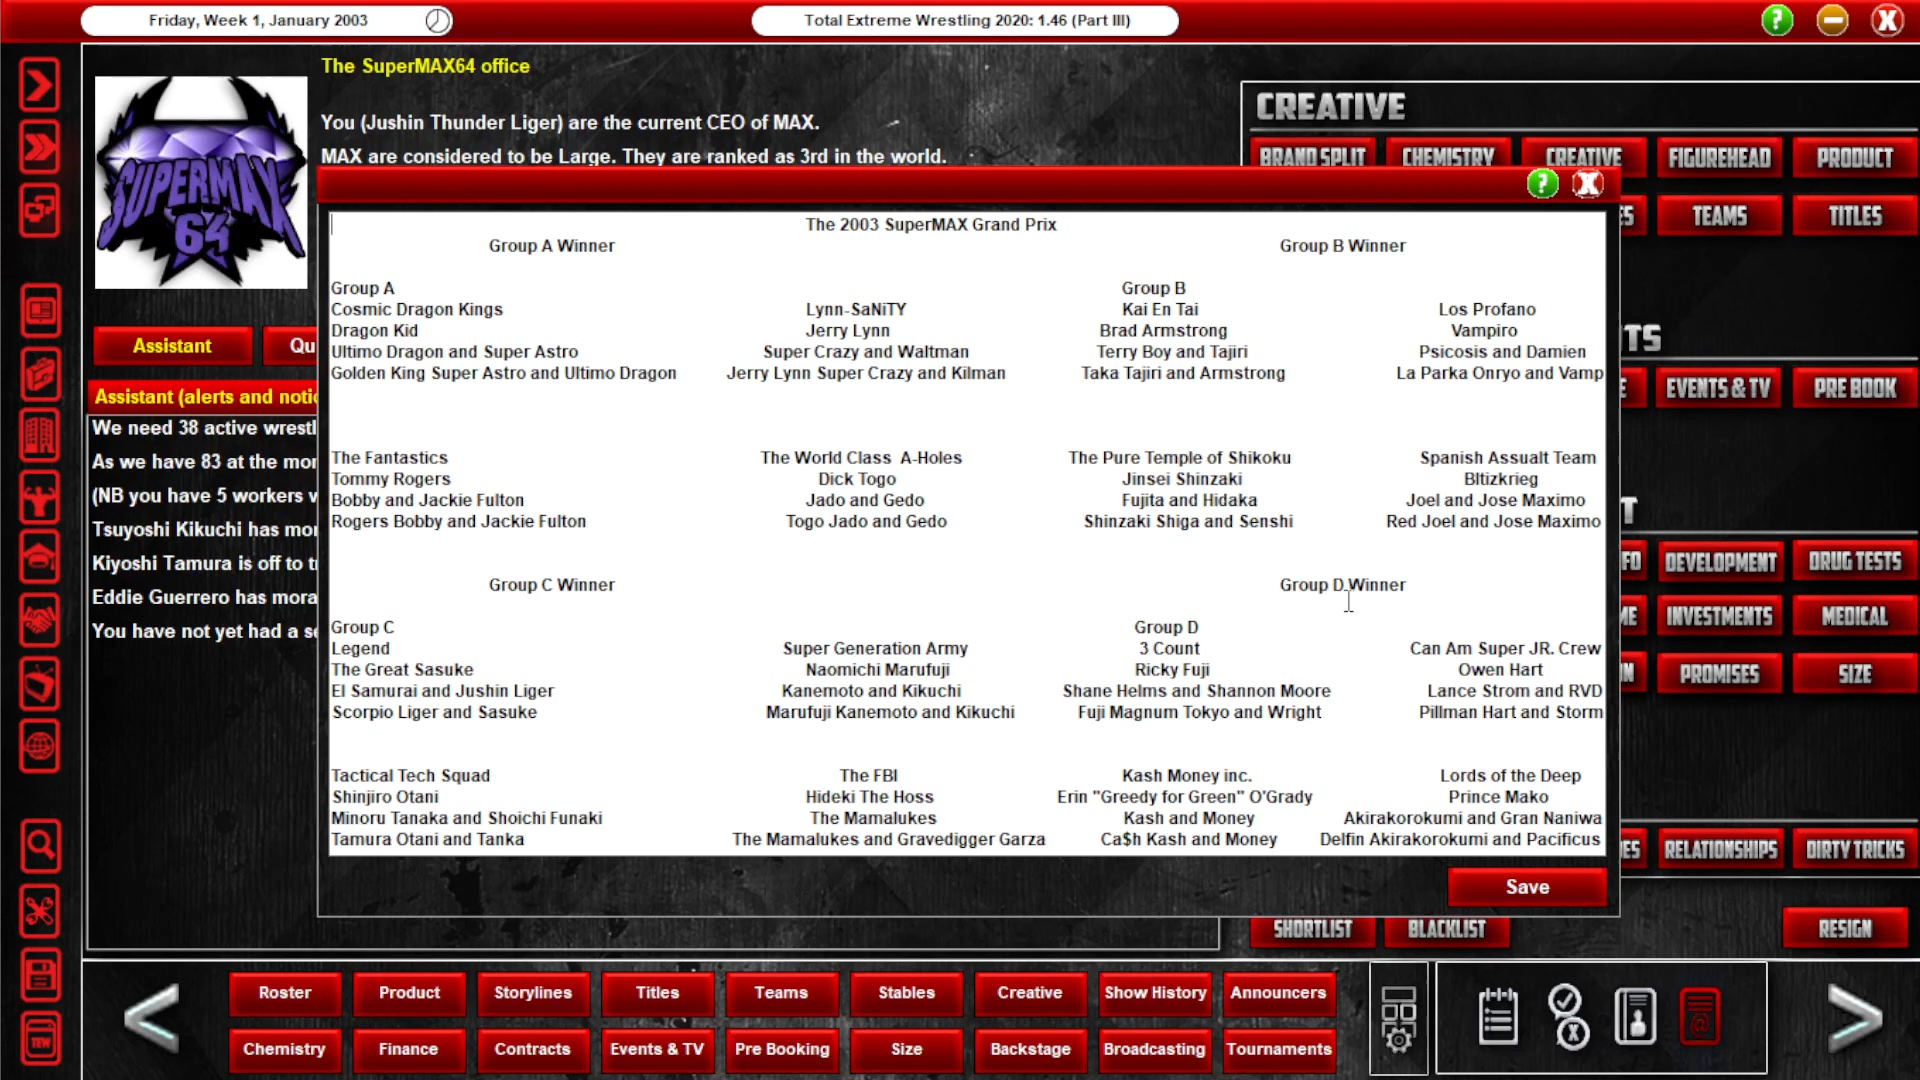 Friday, Week 1, January 2003
Total Extreme Wrestling 2020: 1.46 (Part III)
SUPERMAX
64
The SuperMAX64 office
You (Jushin Thunder Liger) are the current CEO of MAX.
MAX are considered to be Large. They are ranked as 3rd in the world.
CREATIVE
BRAND SPLIT CHEMISTRY CREATIVE FIGUREHEAD PRODUCT
TEAMS TITLES
EVENTS & TV PRE BOOK
DEVELOPMENT DRUG TESTS
INVESTMENTS MEDICAL
PROMISES SIZE
RELATIONSHIPS DIRTY TRICKS
SHORTLIST BLACKLIST RESIGN
Assistant Qu
Assistant (alerts and notic
We need 38 active wrestl
As we have 83 at the mor
(NB you have 5 workers w
Tsuyoshi Kikuchi has mor
Kiyoshi Tamura is off to tr
Eddie Guerrero has mora
You have not yet had a se
The 2003 SuperMAX Grand Prix
Group A Winner Group B Winner
Group A Group B
Cosmic Dragon Kings Lynn-SaNiTY Kai En Tai Los Profano
Dragon Kid Jerry Lynn Brad Armstrong Vampiro
Ultimo Dragon and Super Astro Super Crazy and Waltman Terry Boy and Tajiri Psicosis and Damien
Golden King Super Astro and Ultimo Dragon Jerry Lynn Super Crazy and Kilman Taka Tajiri and Armstrong La Parka Onryo and Vamp
The Fantastics The World Class A-Holes The Pure Temple of Shikoku Spanish Assualt Team
Tommy Rogers Dick Togo Jinsei Shinzaki Bltizkrieg
Bobby and Jackie Fulton Jado and Gedo Fujita and Hidaka Joel and Jose Maximo
Rogers Bobby and Jackie Fulton Togo Jado and Gedo Shinzaki Shiga and Senshi Red Joel and Jose Maximo
Group C Winner Group D Winner
Group C Group D
Legend Super Generation Army 3 Count Can Am Super JR. Crew
The Great Sasuke Naomichi Marufuji Ricky Fuji Owen Hart
El Samurai and Jushin Liger Kanemoto and Kikuchi Shane Helms and Shannon Moore Lance Strom and RVD
Scorpio Liger and Sasuke Marufuji Kanemoto and Kikuchi Fuji Magnum Tokyo and Wright Pillman Hart and Storm
Tactical Tech Squad The FBI Kash Money inc. Lords of the Deep
Shinjiro Otani Hideki The Hoss Erin "Greedy for Green" O'Grady Prince Mako
Minoru Tanaka and Shoichi Funaki The Mamalukes Kash and Money Akirakorokumi and Gran Naniwa
Tamura Otani and Tanka The Mamalukes and Gravedigger Garza Ca$h Kash and Money Delfin Akirakorokumi and Pacificus
Save
Roster Product Storylines Titles Teams Stables Creative Show History Announcers
Chemistry Finance Contracts Events & TV Pre Booking Size Backstage Broadcasting Tournaments
TEW